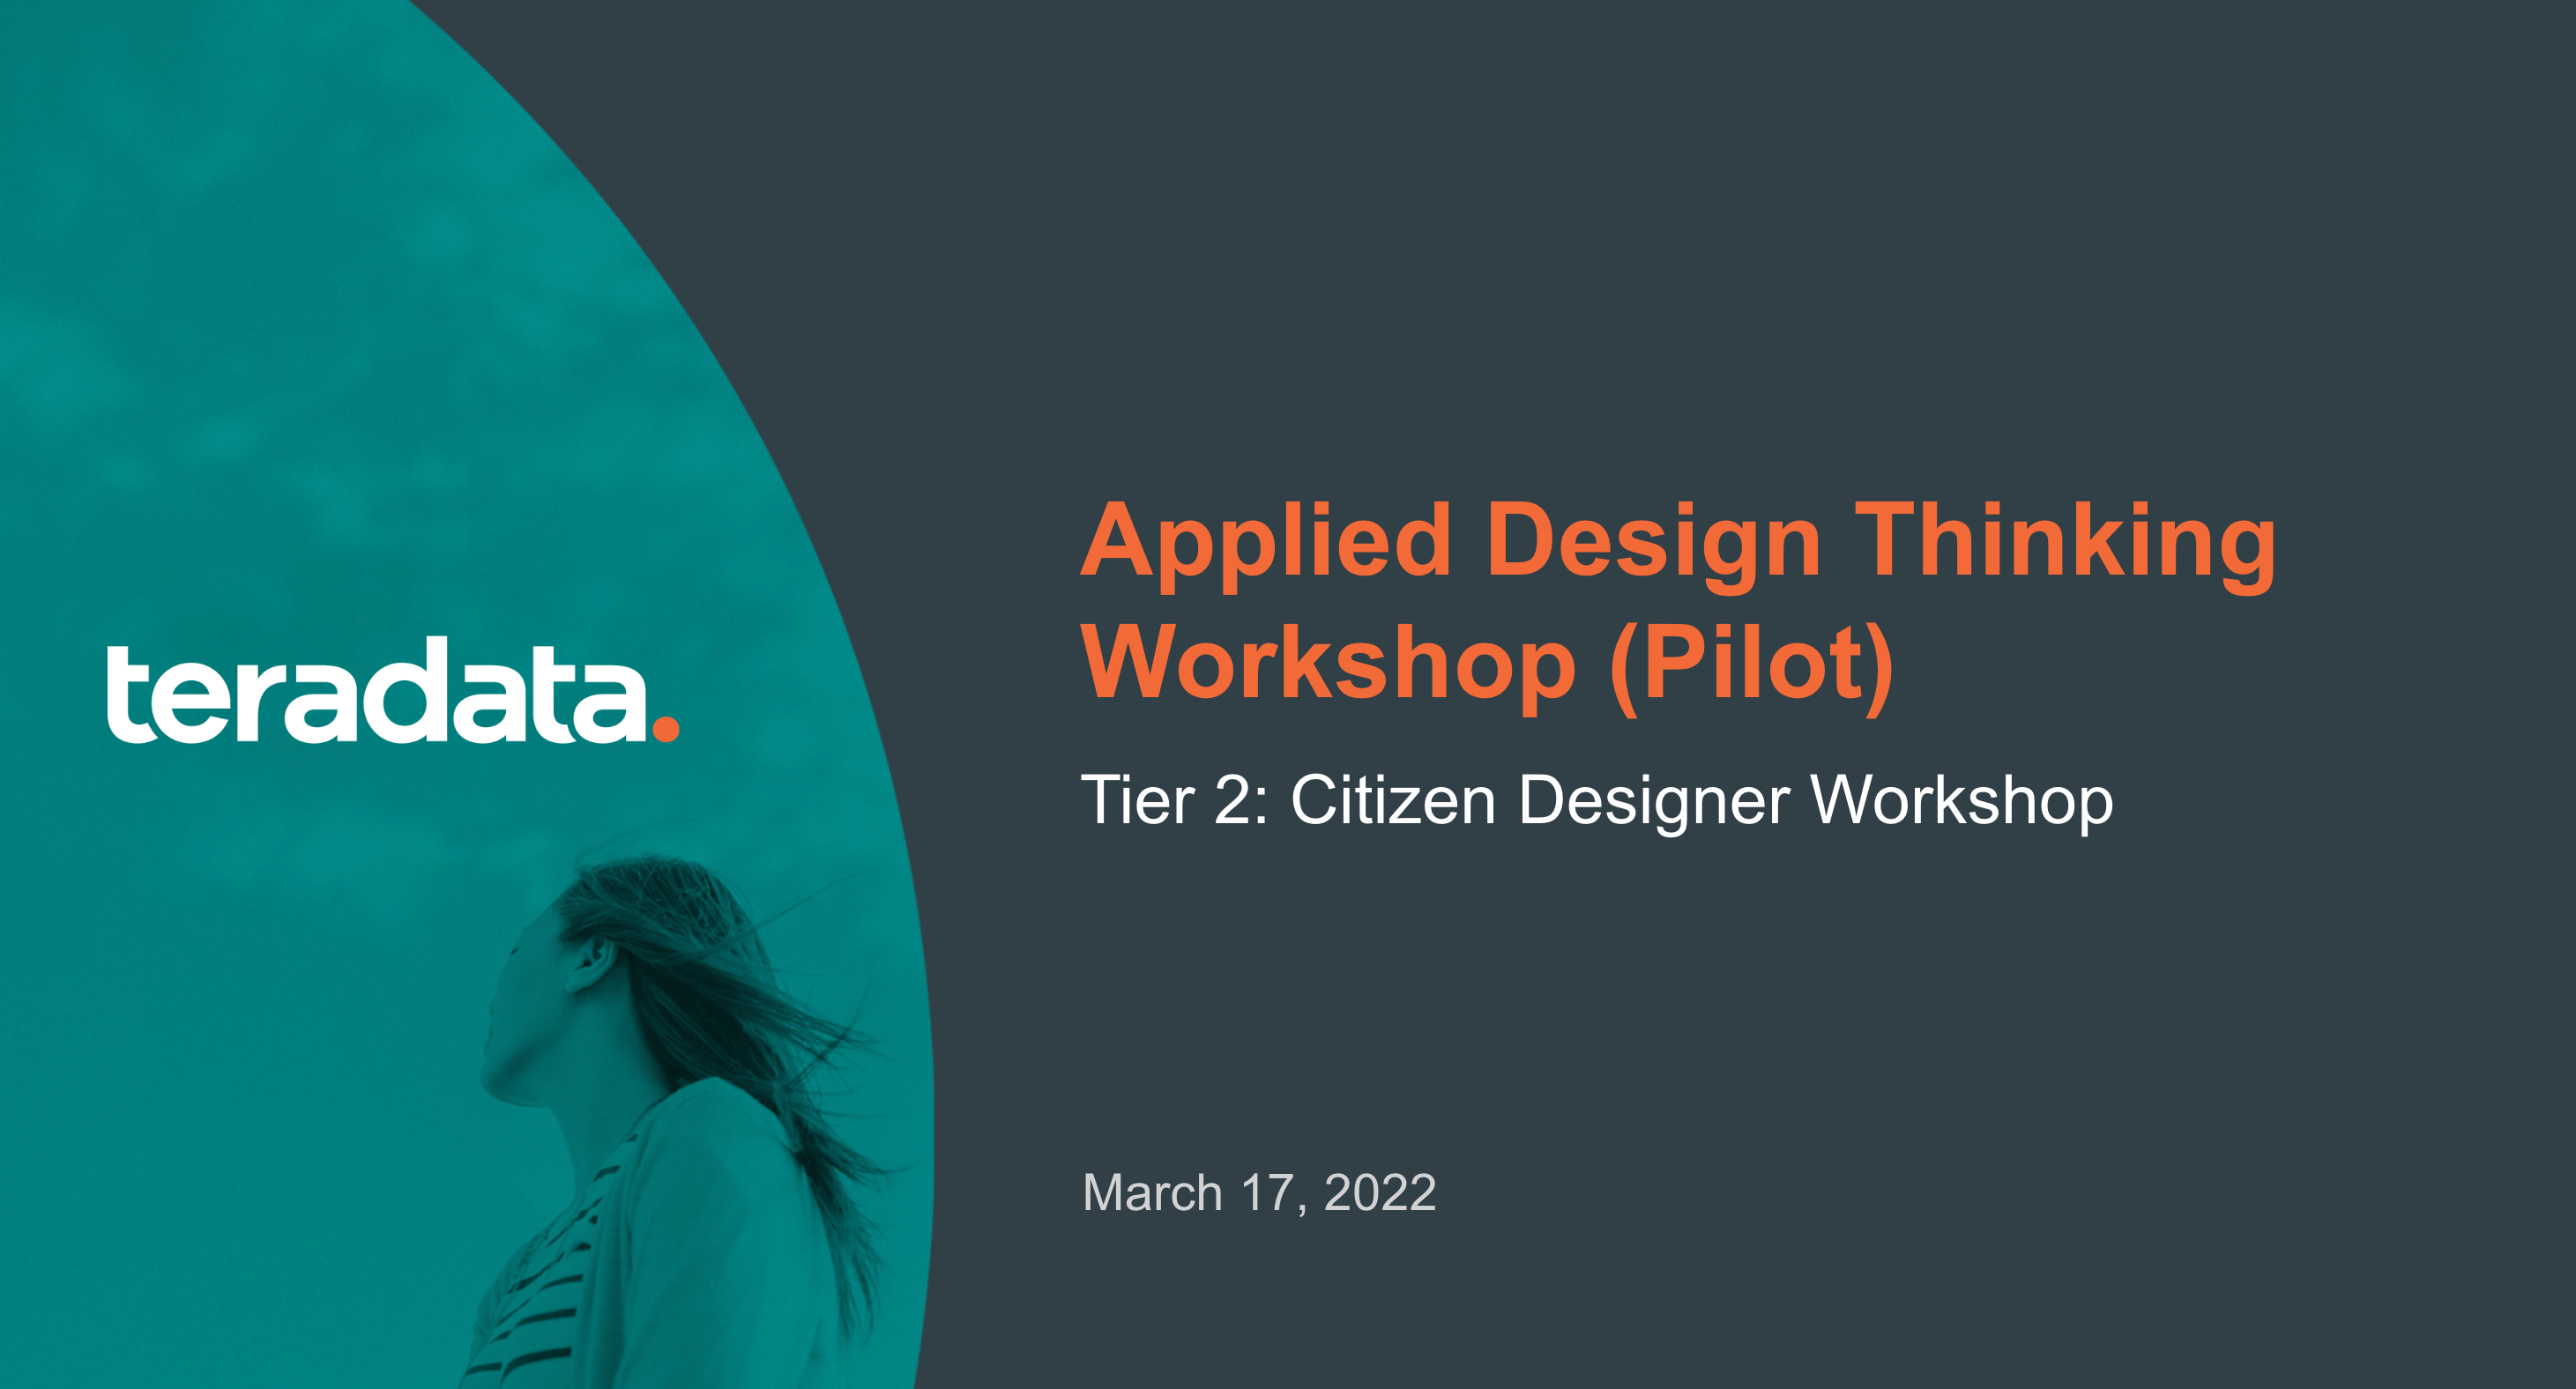 teradata.
Applied Design Thinking
Workshop (Pilot)
Tier 2: Citizen Designer Workshop
March 17, 2022